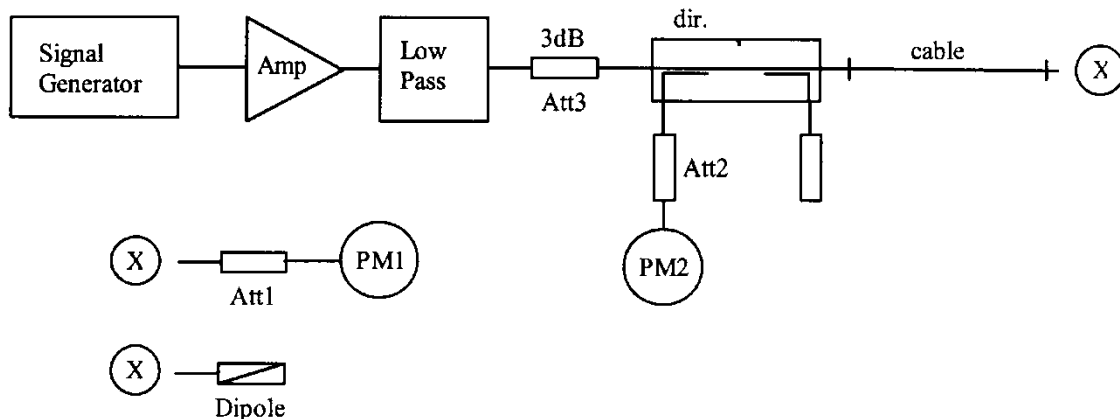 Signal
Generator
Amp
Low
Pass
3dB
Att3
dir.
cable
X
Att2
PM2
X
Att1
PM1
X
Dipole